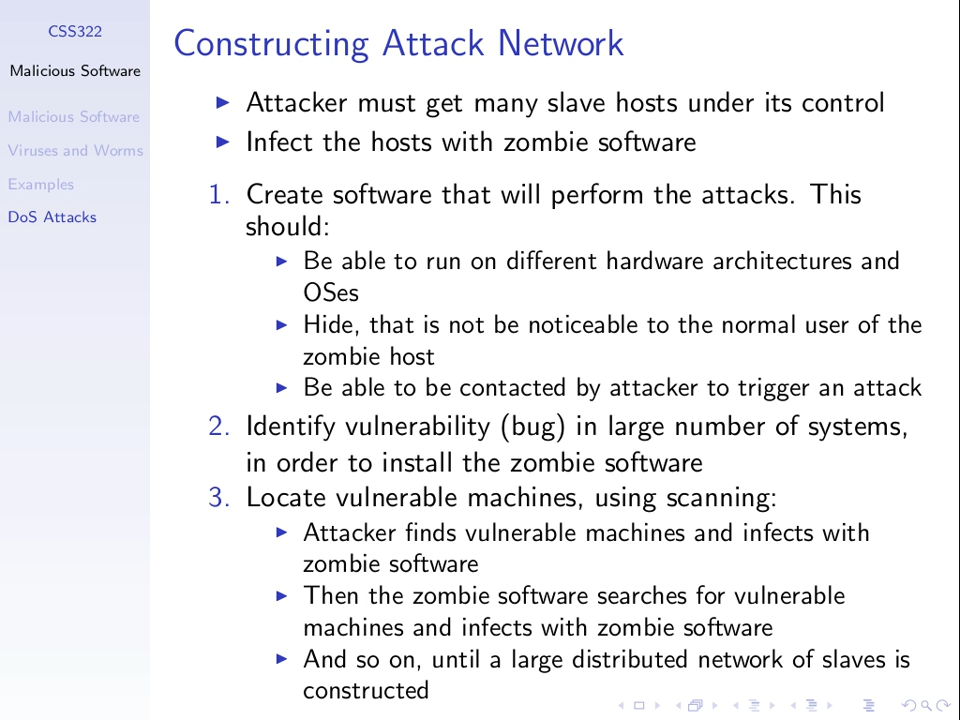 CSS322
Malicious Software
Malicious Software
Viruses and Worms
Examples
DoS Attacks
Constructing Attack Network
Attacker must get many slave hosts under its control
Infect the hosts with zombie software
1. Create software that will perform the attacks. This
should:
Be able to run on different hardware architectures and
OSes
Hide, that is not be noticeable to the normal user of the
zombie host
Be able to be contacted by attacker to trigger an attack
2. Identify vulnerability (bug) in large number of systems,
in order to install the zombie software
3. Locate vulnerable machines, using scanning:
Attacker finds vulnerable machines and infects with
zombie software
Then the zombie software searches for vulnerable
machines and infects with zombie software
And so on, until a large distributed network of slaves is
constructed